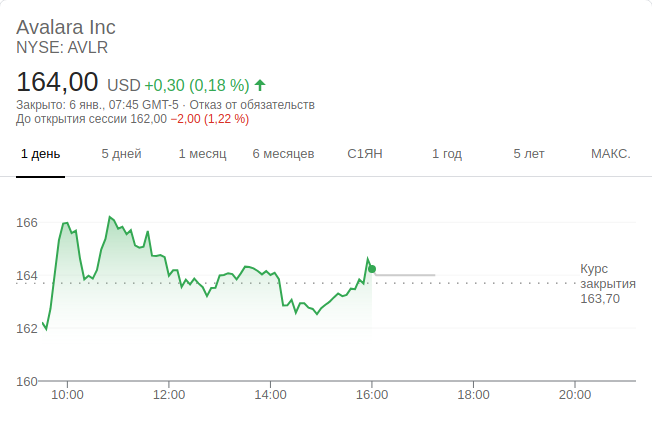 Avalara Inc
NYSE: AVLR
164,00 USD +0,30 (0,18 %)
Закрыто: 6 янв., 07:45 GMT-5 · Отказ от обязательств
До открытия сессии 162,00 −2,00 (1,22 %)
1 день 5 дней 1 месяц 6 месяцев С1ЯН 1 год 5 лет МАКС.
166
164
162
160
Курс
закрытия
163,70
10:00 12:00 14:00 16:00 18:00 20:00